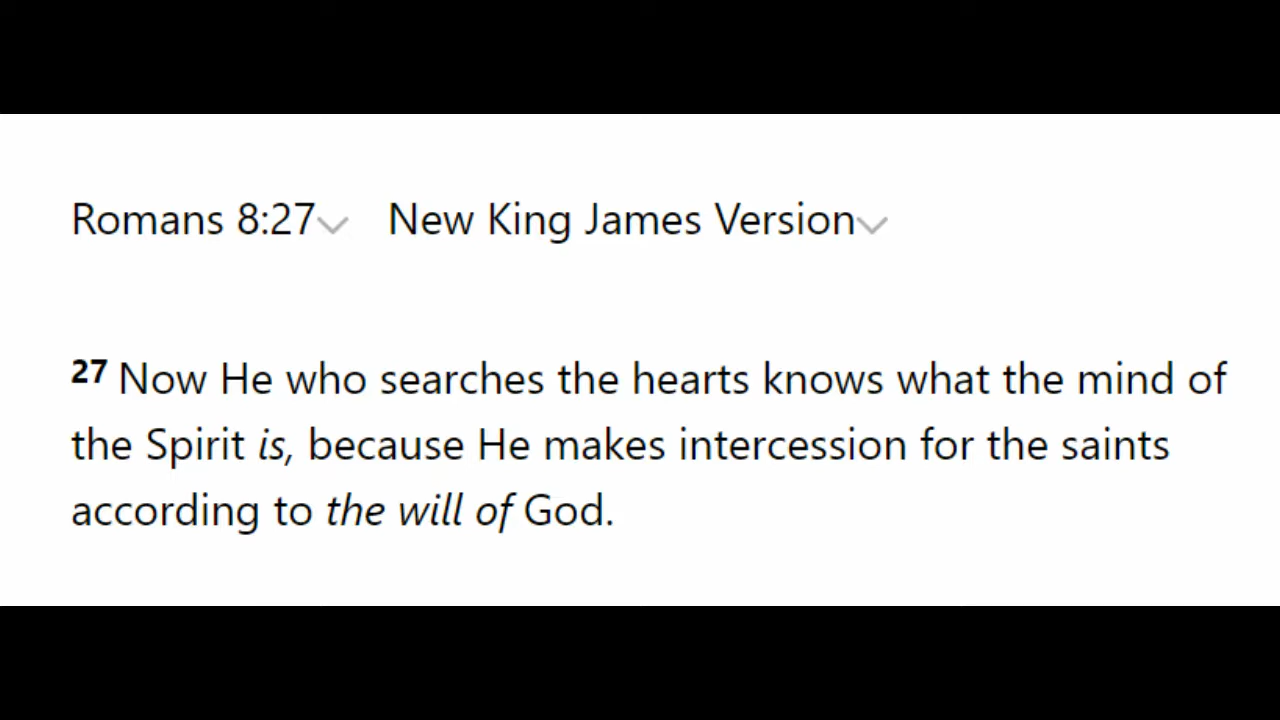 Romans 8:27 New King James Version
27 Now He who searches the hearts knows what the mind of
the Spirit is, because He makes intercession for the saints
according to the will of God.